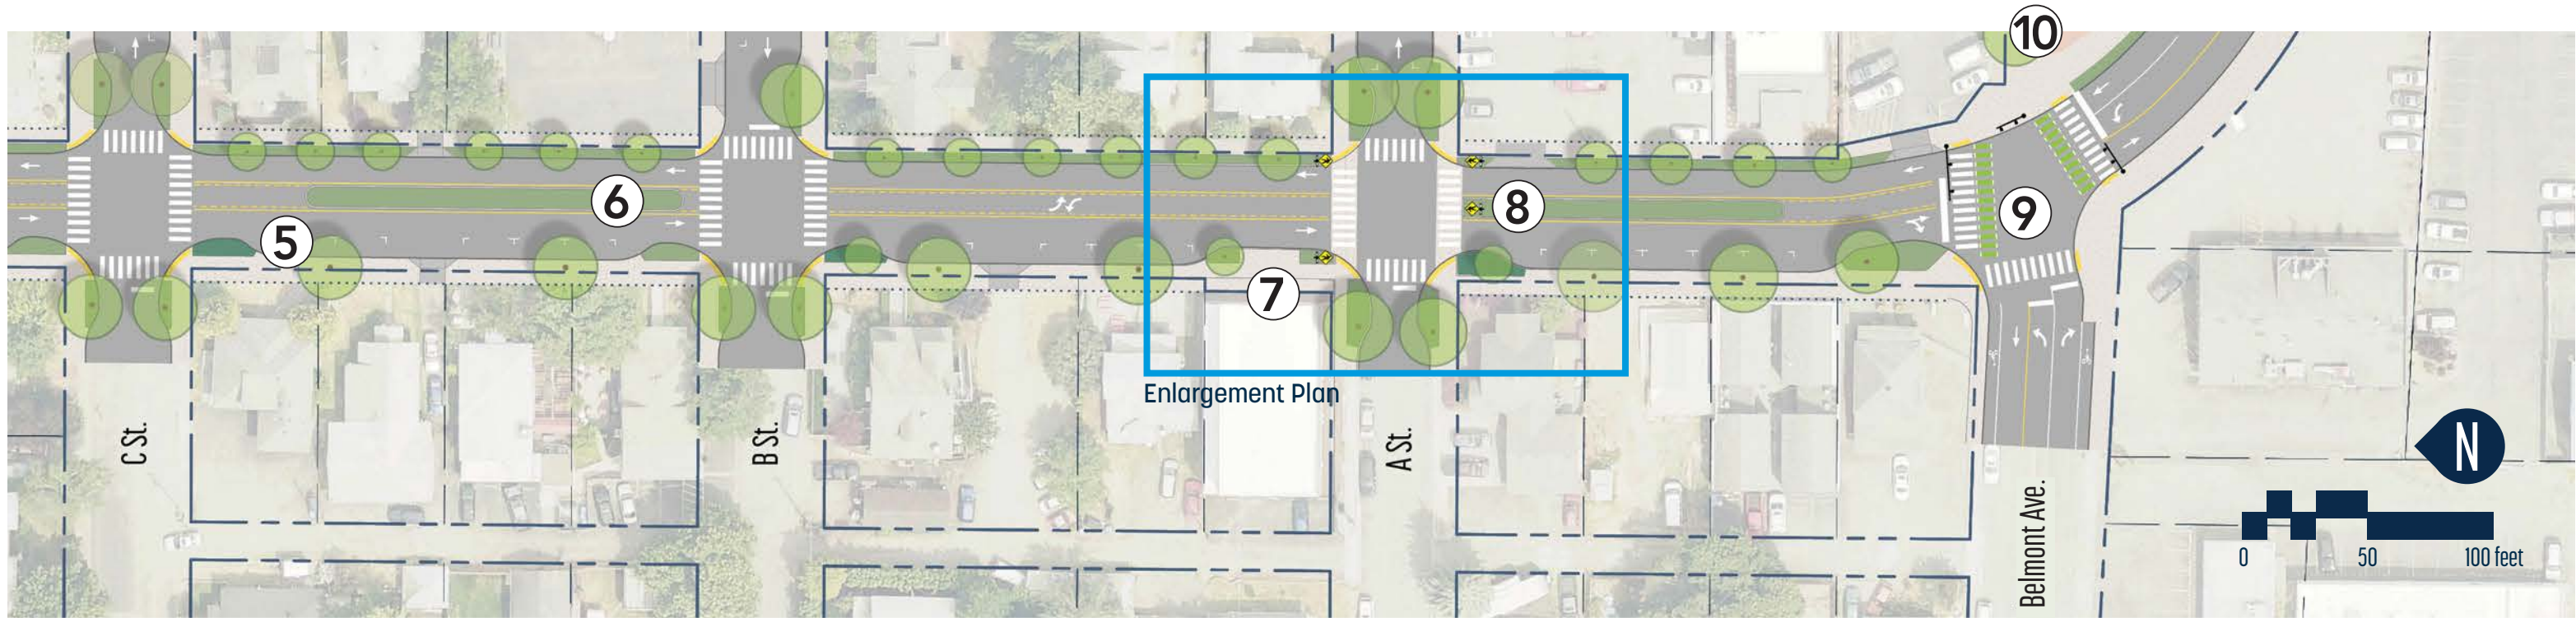 10
6
8
9
5
7
Enlargement Plan
C St.
B St.
A St.
Belmont Ave.
N
0 50 100 feet